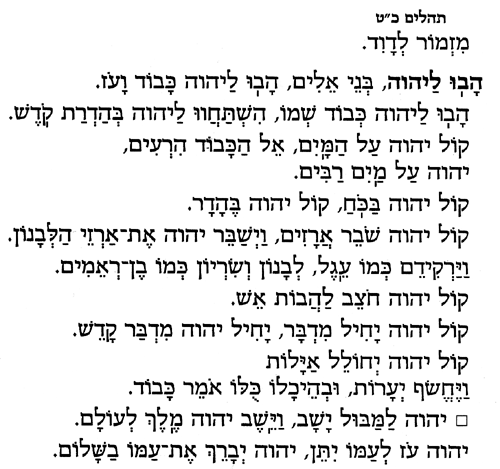 תהלים כ״ט
מִזְמוֹר לְדָוִד.
הָבוּ לַיהוה, בְּנֵי אֵלִים, הָבוּ לַיהוה כָּבוֹד וָעֹז.
הָבוּ לַיהוה כְּבוֹד שְׁמוֹ, הִשְׁתַּחֲווּ לַיהוה בְּהַדְרַת קֹֽדֶשׁ.
קוֹל יהוה עַל הַמָּֽיִם, אֵל הַכָּבוֹד הִרְעִים,
יהוה עַל מַֽיִם רַבִּים.
קוֹל יהוה בַּכֹּֽחַ, קוֹל יהוה בֶּהָדָר.
קוֹל יהוה שֹׁבֵר אֲרָזִים, וַיְשַׁבֵּר יהוה אֶת־אַרְזֵי הַלְּבָנוֹן.
וַיַּרְקִידֵם כְּמוֹ עֵֽגֶל, לְבָנוֹן וְשִׂרְיוֹן כְּמוֹ בֶן־רְאֵמִים.
קוֹל יהוה חֹצֵב לַהֲבוֹת אֵשׁ.
קוֹל יהוה יָחִיל מִדְבָּר, יָחִיל יהוה מִדְבַּר קָדֵשׁ.
קוֹל יהוה יְחוֹלֵל אַיָּלוֹת
וַיֶּחֱשֹׂף יְעָרוֹת, וּבְהֵיכָלוֹ כֻּלּוֹ אֹמֵר כָּבוֹד.
□ יהוה לַמַּבּוּל יָשָׁב, וַיֵּֽשֶׁב יהוה מֶֽלֶךְ לְעוֹלָם.
יהוה עֹז לְעַמּוֹ יִתֵּן, יהוה יְבָרֵךְ אֶת־עַמּוֹ בַשָּׁלוֹם.